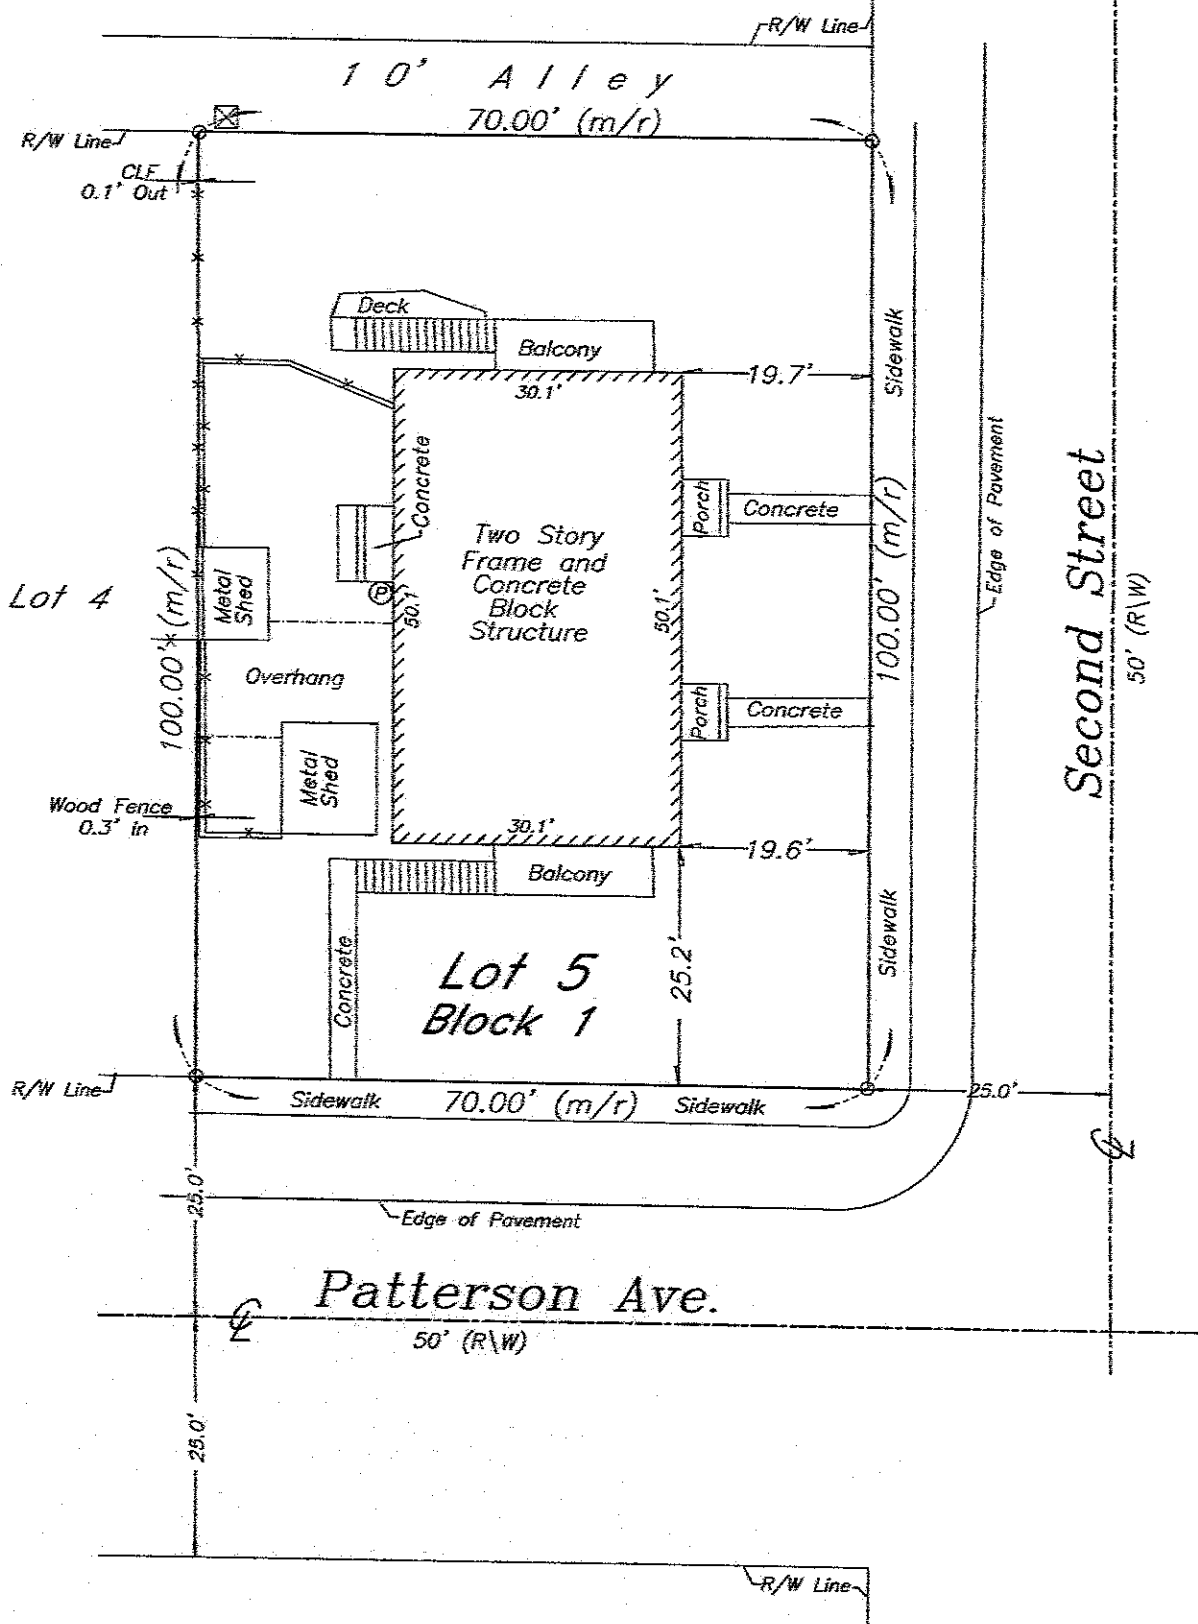 R/W Line
10' Alley
70.00' (m/r)
R/W Line
CLF
0.1' Out
Deck
Balcony
30.1'
19.7'
Sidewalk
Concrete
Porch
Concrete
Edge of Pavement
Two Story
Frame and
Concrete
Block
Structure
100.00' (m/r)
Second Street
50' (R\W)
Lot 4
100.00' (m/r)
Metal
Shed
P
50.1'
50.1'
Overhang
Porch
Concrete
Metal
Shed
Wood Fence
0.3' in
30.1'
19.6'
Balcony
Sidewalk
Concrete
Lot 5
Block 1
25.2'
R/W Line
Sidewalk
70.00' (m/r)
Sidewalk
25.0'
CL
25.0'
Edge of Pavement
Patterson Ave.
CL
50' (R\W)
25.0'
R/W Line